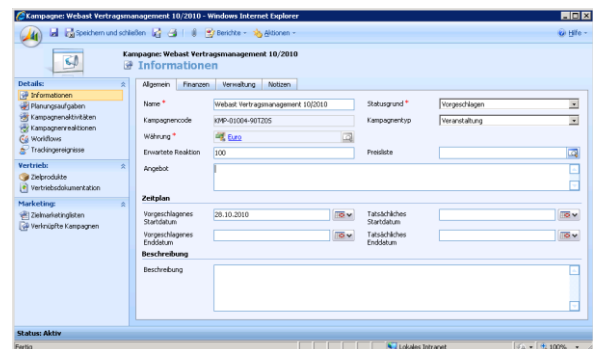 Kampagne: Webast Vertragsmanagement 10/2010 - Windows Internet Explorer
Speichern und schließen Berichte Aktionen Hilfe
Kampagne: Webast Vertragsmanagement 10/2010
Informationen
Details:
Informationen
Planungsaufgaben
Kampagnenaktivitäten
Kampagnenreaktionen
Workflows
Trackingereignisse
Vertrieb:
Zielprodukte
Vertriebsdokumentation
Marketing:
Zielmarketinglisten
Verknüpfte Kampagnen
Allgemein Finanzen Verwaltung Notizen
Name * Webast Vertragsmanagement 10/2010 Statusgrund * Vorgeschlagen
Kampagnencode KMP-01004-90T20S Kampagnentyp Veranstaltung
Währung * Euro
Erwartete Reaktion 100 Preisliste
Angebot
Zeitplan
Vorgeschlagenes Startdatum 28.10.2010 Tatsächliches Startdatum
Vorgeschlagenes Enddatum Tatsächliches Enddatum
Beschreibung
Beschreibung
Status: Aktiv
Fertig Lokales Intranet 100%